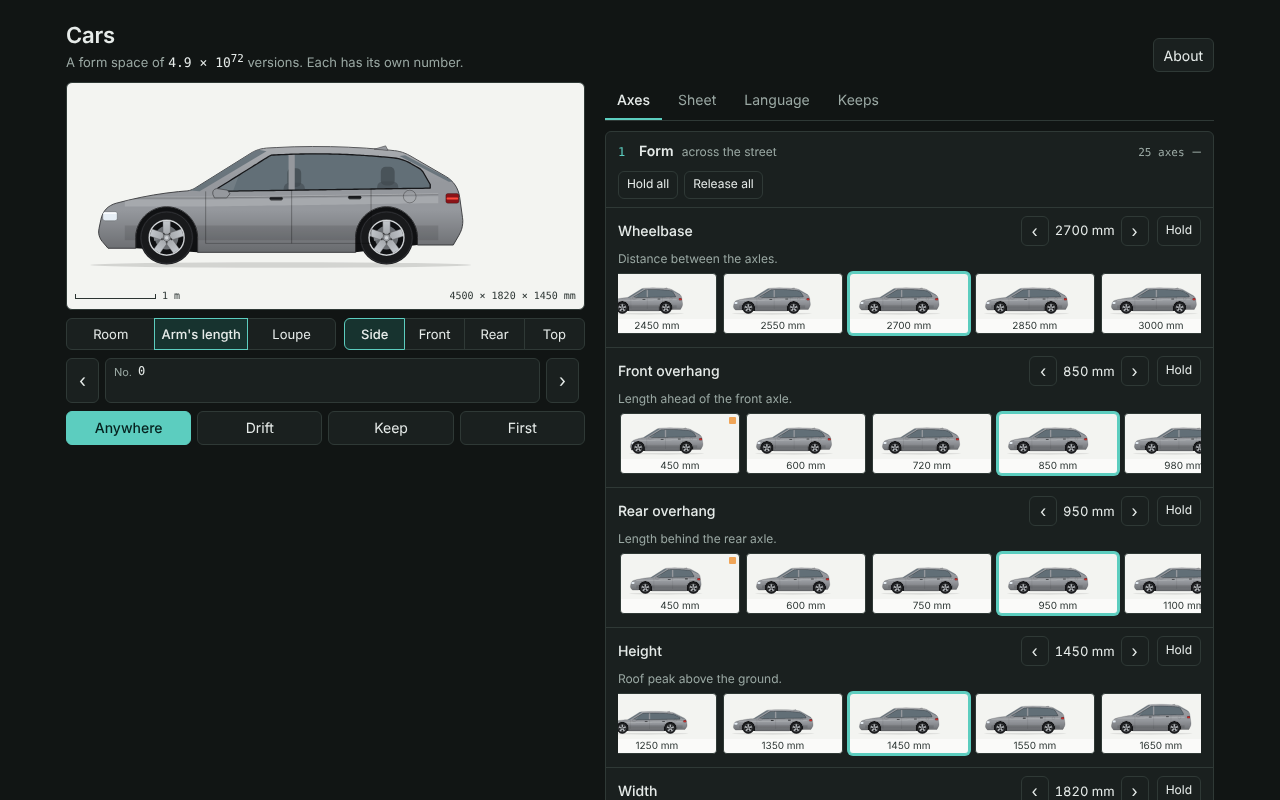 Cars
A form space of 4.9 × 10^72 versions. Each has its own number.
About
1 m
4500 × 1820 × 1450 mm
Room Arm's length Loupe Side Front Rear Top
‹ No. 0 ›
Anywhere Drift Keep First
Axes Sheet Language Keeps
1 Form across the street 25 axes –
Hold all Release all
Wheelbase ‹ 2700 mm › Hold
Distance between the axles.
2450 mm 2550 mm 2700 mm 2850 mm 3000 mm
Front overhang ‹ 850 mm › Hold
Length ahead of the front axle.
450 mm 600 mm 720 mm 850 mm 980 mm
Rear overhang ‹ 950 mm › Hold
Length behind the rear axle.
450 mm 600 mm 750 mm 950 mm 1100 mm
Height ‹ 1450 mm › Hold
Roof peak above the ground.
1250 mm 1350 mm 1450 mm 1550 mm 1650 mm
Width ‹ 1820 mm › Hold